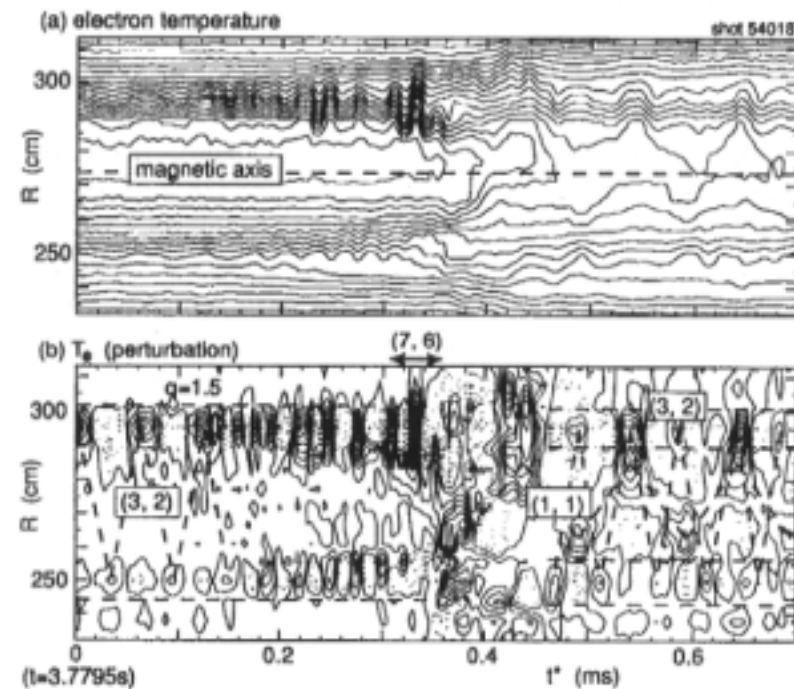 (a) electron temperature
shot 54018
300
magnetic axis
250
R (cm)
(7, 6)
(b) Te (perturbation)
q=1.5
300
(3, 2)
(3, 2)
(1, 1)
250
R (cm)
0 0.2 0.4 0.6
(t=3.7795s)
t* (ms)